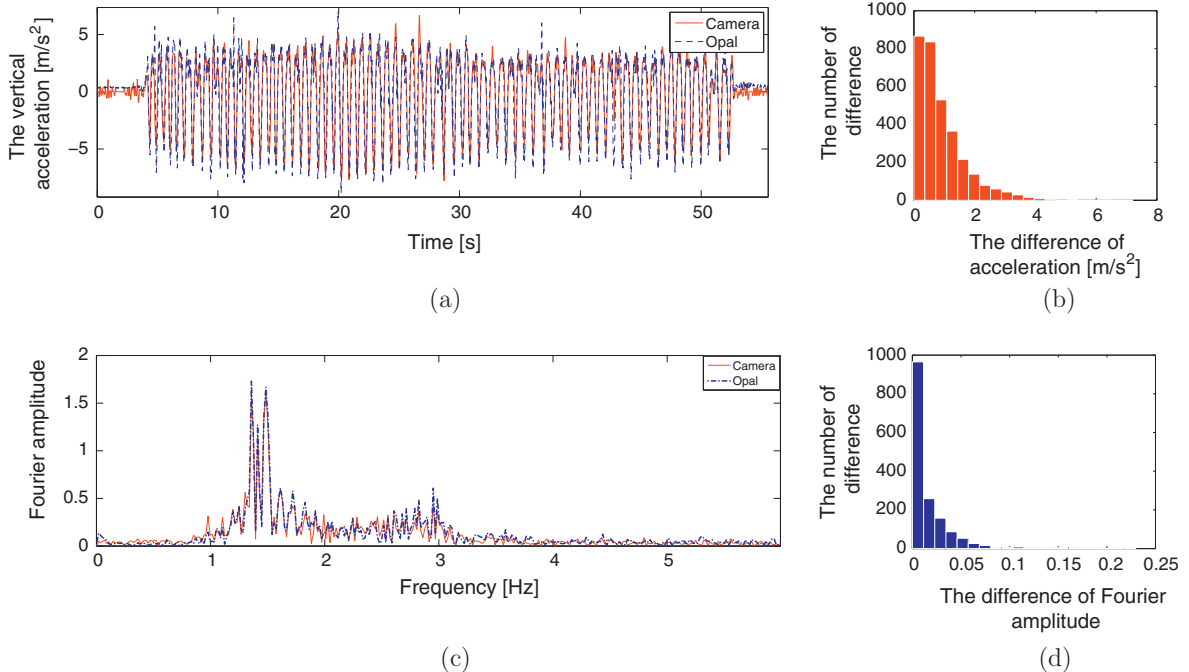 The vertical
acceleration [m/s²]
5
0
−5
0
10
20
30
40
50
Time [s]
Camera
Opal
(a)
The number of
difference
1000
800
600
400
200
0
0
2
4
6
8
The difference of
acceleration [m/s²]
(b)
Fourier amplitude
2
1.5
1
0.5
0
0
1
2
3
4
5
Frequency [Hz]
Camera
Opal
(c)
The number of
difference
1000
800
600
400
200
0
0
0.05
0.1
0.15
0.2
0.25
The difference of Fourier
amplitude
(d)